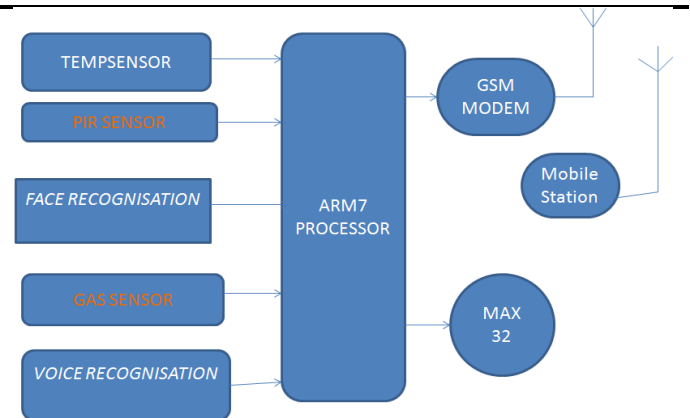 TEMPSENSOR
PIR SENSOR
FACE RECOGNISATION
GAS SENSOR
VOICE RECOGNISATION
ARM7
PROCESSOR
GSM
MODEM
Mobile
Station
MAX
32